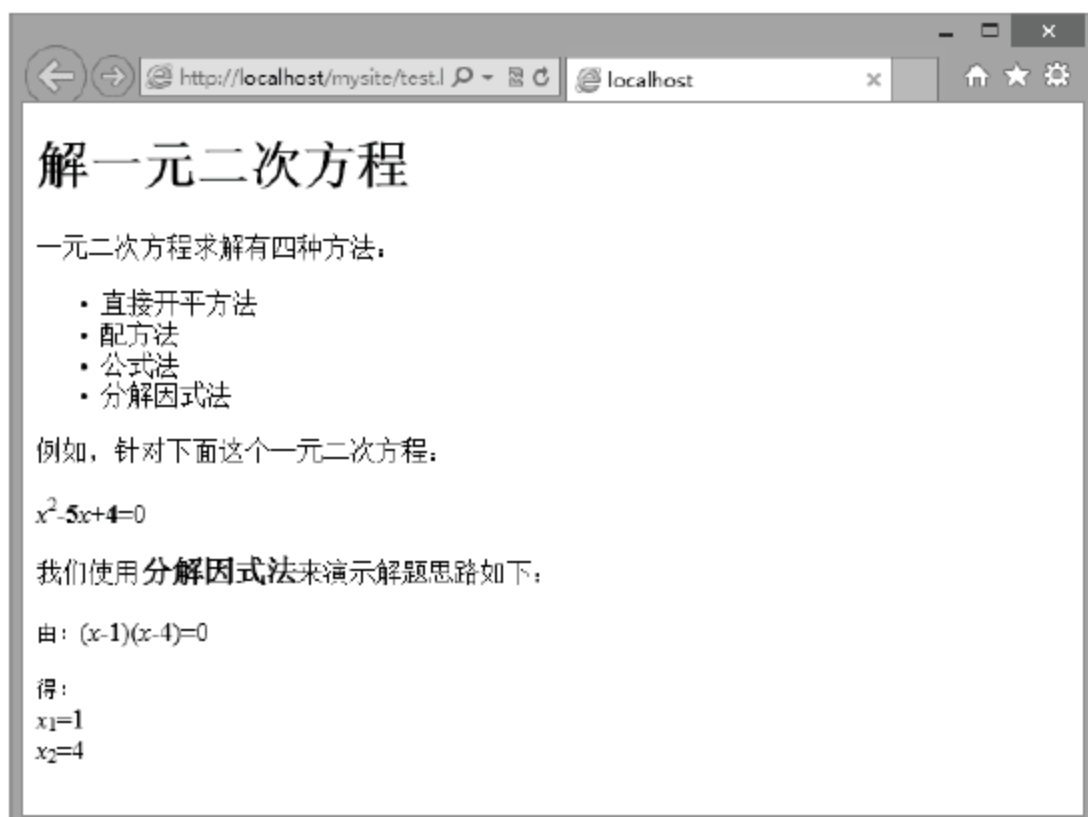 http://localhost/mysite/test.l
localhost
解一元二次方程
一元二次方程求解有四种方法：
• 直接开平方法
• 配方法
• 公式法
• 分解因式法
例如，针对下面这个一元二次方程：
x²-5x+4=0
我们使用分解因式法来演示解题思路如下：
由：(x-1)(x-4)=0
得：
x₁=1
x₂=4